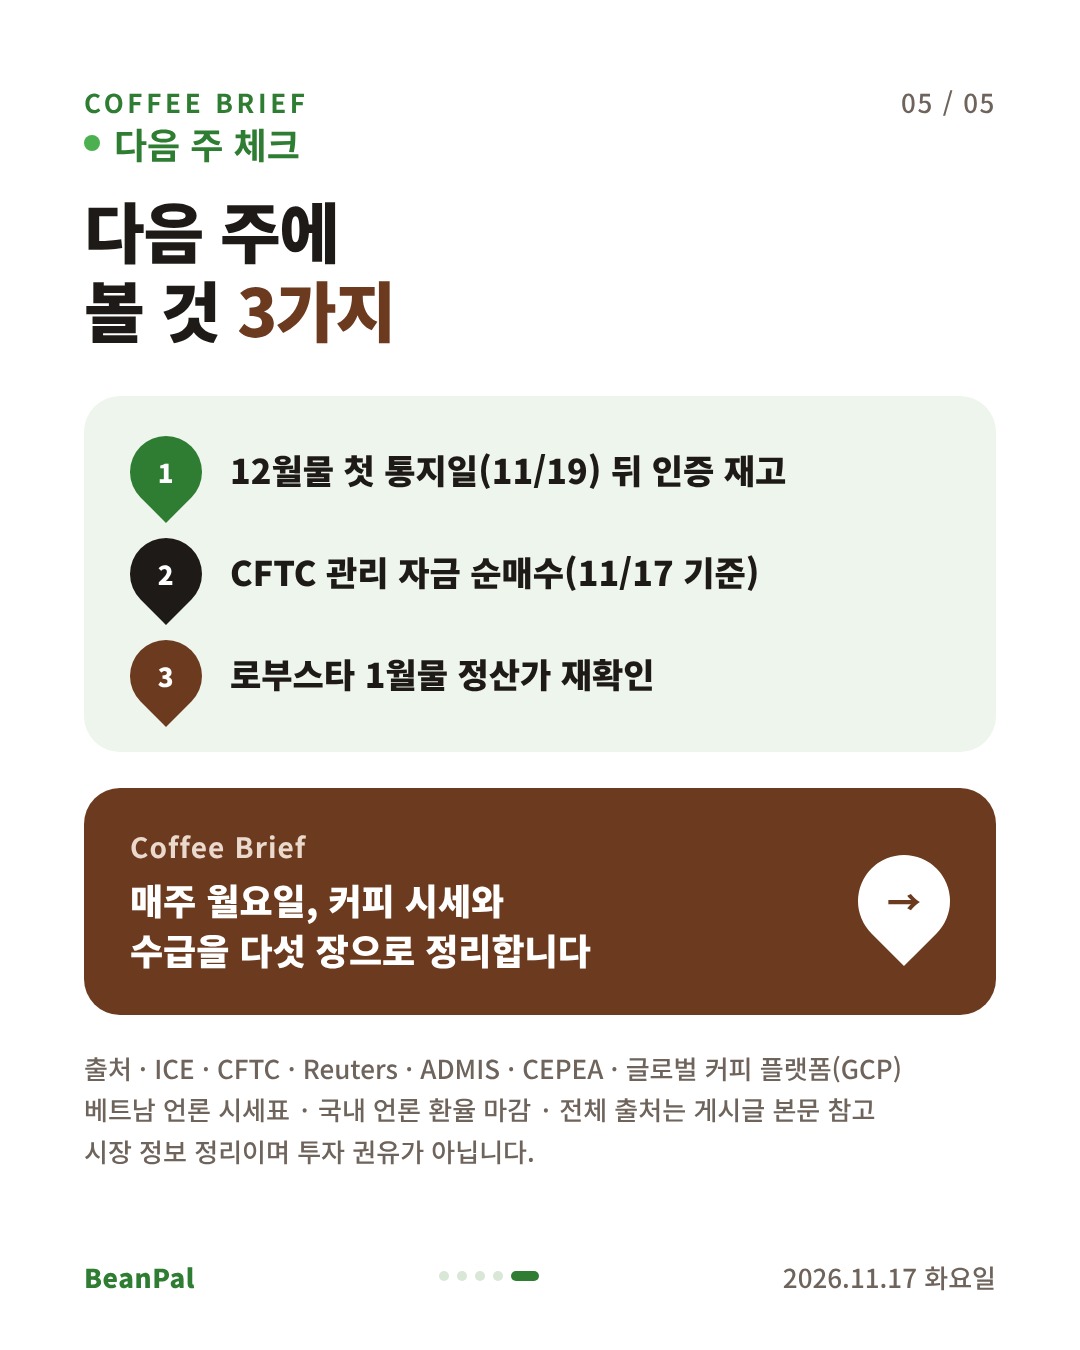 COFFEE BRIEF
05 / 05
다음 주 체크
다음 주에
볼 것 3가지
1 12월물 첫 통지일(11/19) 뒤 인증 재고
2 CFTC 관리 자금 순매수(11/17 기준)
3 로부스타 1월물 정산가 재확인
Coffee Brief
매주 월요일, 커피 시세와
수급을 다섯 장으로 정리합니다
→
출처 · ICE · CFTC · Reuters · ADMIS · CEPEA · 글로벌 커피 플랫폼(GCP)
베트남 언론 시세표 · 국내 언론 환율 마감 · 전체 출처는 게시글 본문 참고
시장 정보 정리이며 투자 권유가 아닙니다.
BeanPal
2026.11.17 화요일